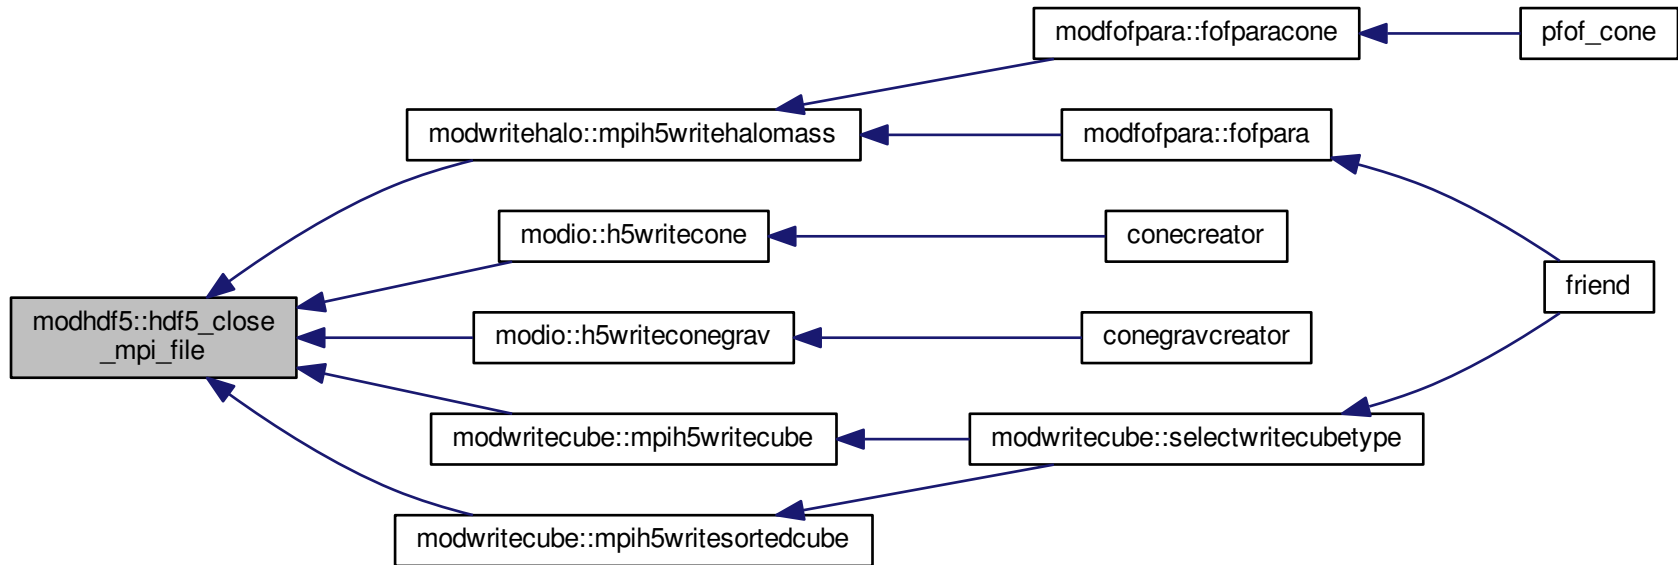 modfofpara::fofparacone
pfof_cone
modwritehalo::mpih5writehalomass
modfofpara::fofpara
modio::h5writecone
conecreator
friend
modhdf5::hdf5_close
_mpi_file
modio::h5writeconegrav
conegravcreator
modwritecube::mpih5writecube
modwritecube::selectwritecubetype
modwritecube::mpih5writesortedcube